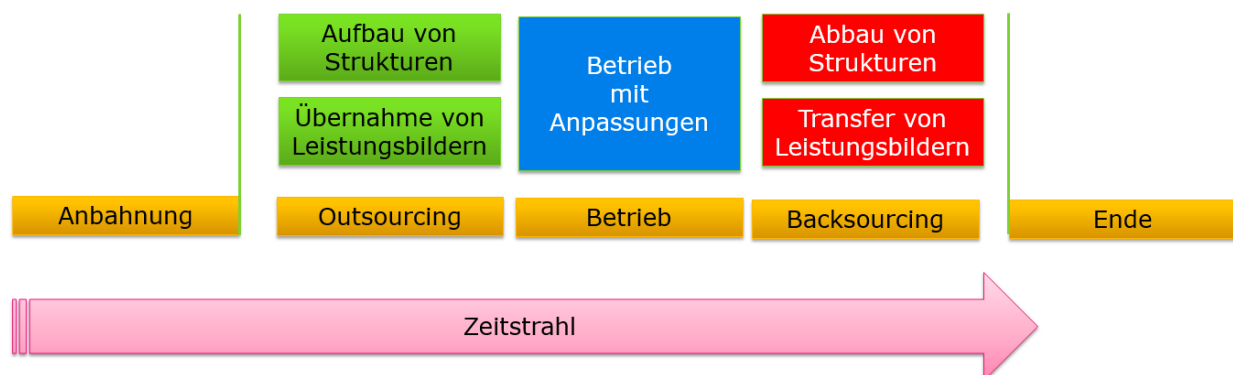 Aufbau von
Strukturen
Übernahme von
Leistungsbildern
Betrieb
mit
Anpassungen
Abbau von
Strukturen
Transfer von
Leistungsbildern
Anbahnung
Outsourcing
Betrieb
Backsourcing
Ende
Zeitstrahl